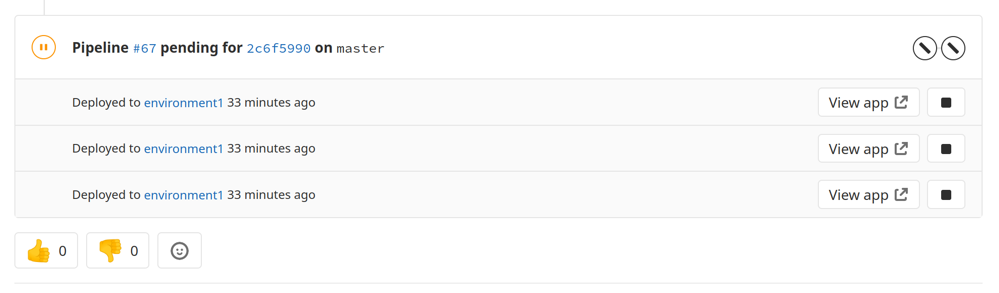 Pipeline #67 pending for 2c6f5990 on master
Deployed to environment1 33 minutes ago View app
Deployed to environment1 33 minutes ago View app
Deployed to environment1 33 minutes ago View app
0 0